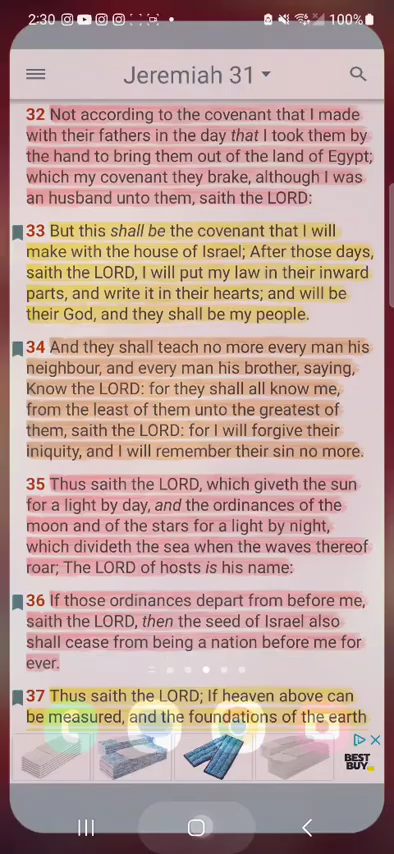 2:30 100%
Jeremiah 31
32 Not according to the covenant that I made
with their fathers in the day that I took them by
the hand to bring them out of the land of Egypt;
which my covenant they brake, although I was
an husband unto them, saith the LORD:
33 But this shall be the covenant that I will
make with the house of Israel; After those days,
saith the LORD, I will put my law in their inward
parts, and write it in their hearts; and will be
their God, and they shall be my people.
34 And they shall teach no more every man his
neighbour, and every man his brother, saying,
Know the LORD: for they shall all know me,
from the least of them unto the greatest of
them, saith the LORD: for I will forgive their
iniquity, and I will remember their sin no more.
35 Thus saith the LORD, which giveth the sun
for a light by day, and the ordinances of the
moon and of the stars for a light by night,
which divideth the sea when the waves thereof
roar; The LORD of hosts is his name:
36 If those ordinances depart from before me,
saith the LORD, then the seed of Israel also
shall cease from being a nation before me for
ever.
37 Thus saith the LORD; If heaven above can
be measured, and the foundations of the earth
BEST
BUY